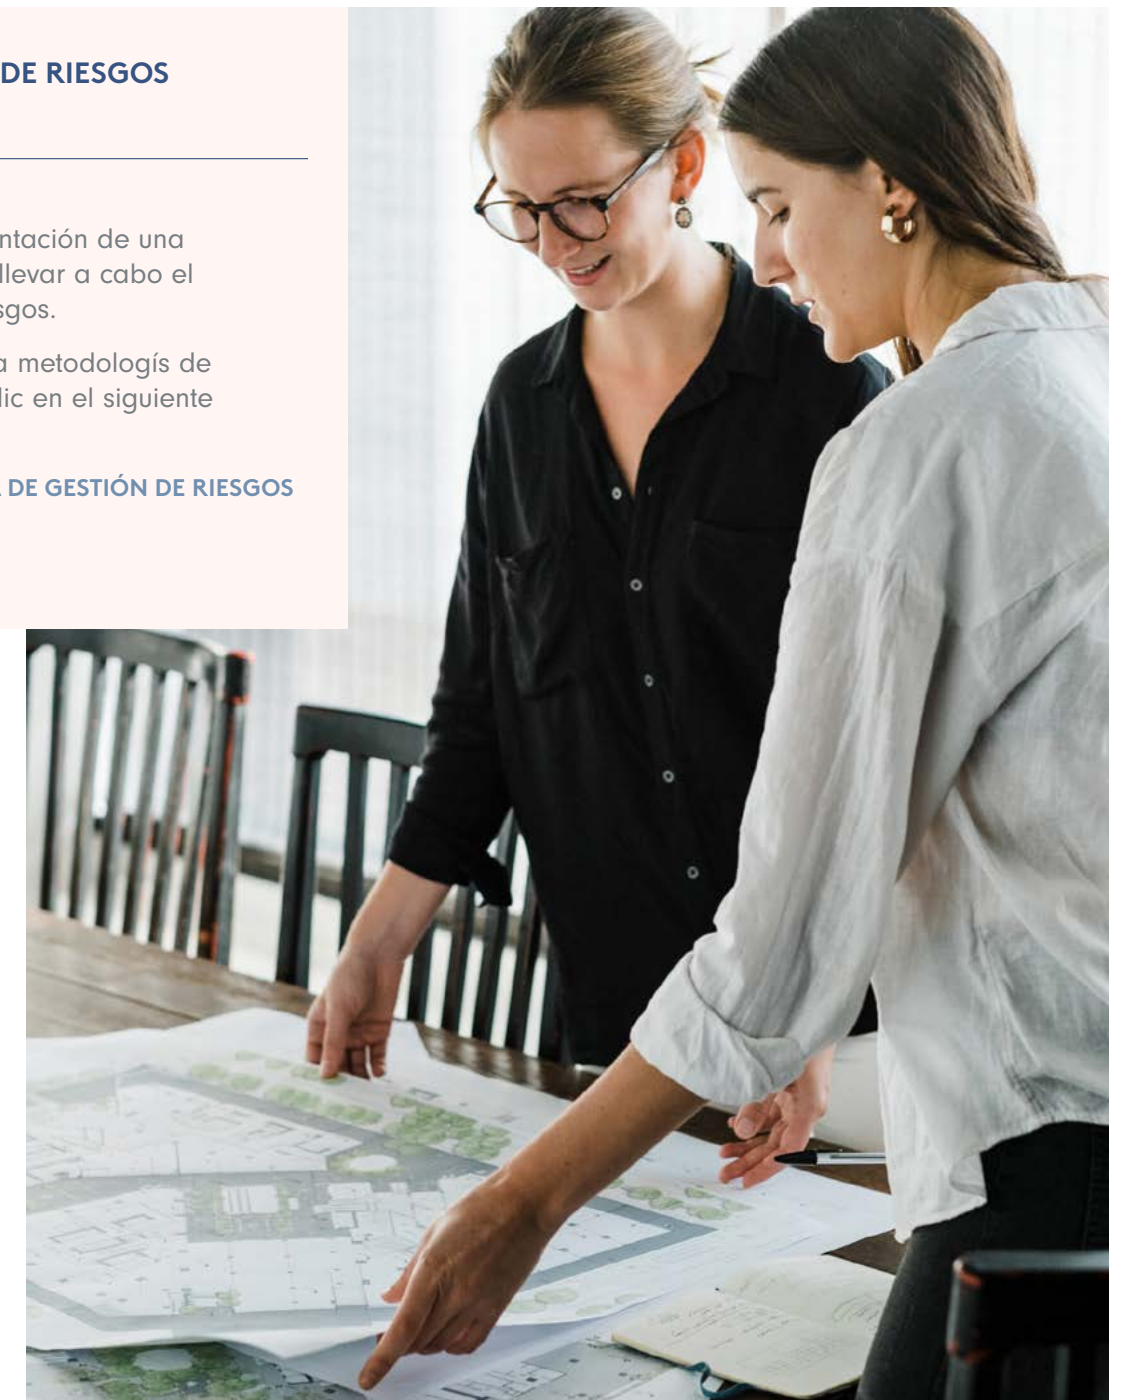 DE RIESGOS
ntación de una
llevar a cabo el
sgos.
a metodologís de
lic en el siguiente
DE GESTIÓN DE RIESGOS